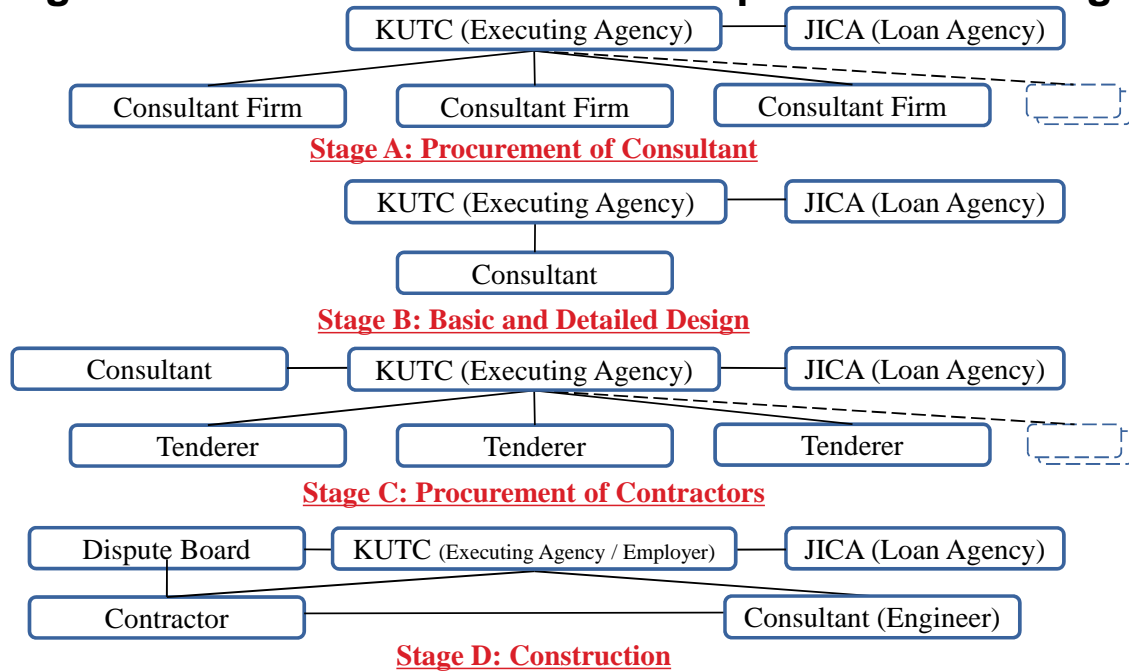 KUTC (Executing Agency) JICA (Loan Agency)
Consultant Firm Consultant Firm Consultant Firm
Stage A: Procurement of Consultant
KUTC (Executing Agency) JICA (Loan Agency)
Consultant
Stage B: Basic and Detailed Design
Consultant KUTC (Executing Agency) JICA (Loan Agency)
Tenderer Tenderer Tenderer
Stage C: Procurement of Contractors
Dispute Board KUTC (Executing Agency / Employer) JICA (Loan Agency)
Contractor Consultant (Engineer)
Stage D: Construction